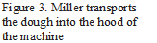 Figure 3. Miller transports
the dough into the hood of
the machine